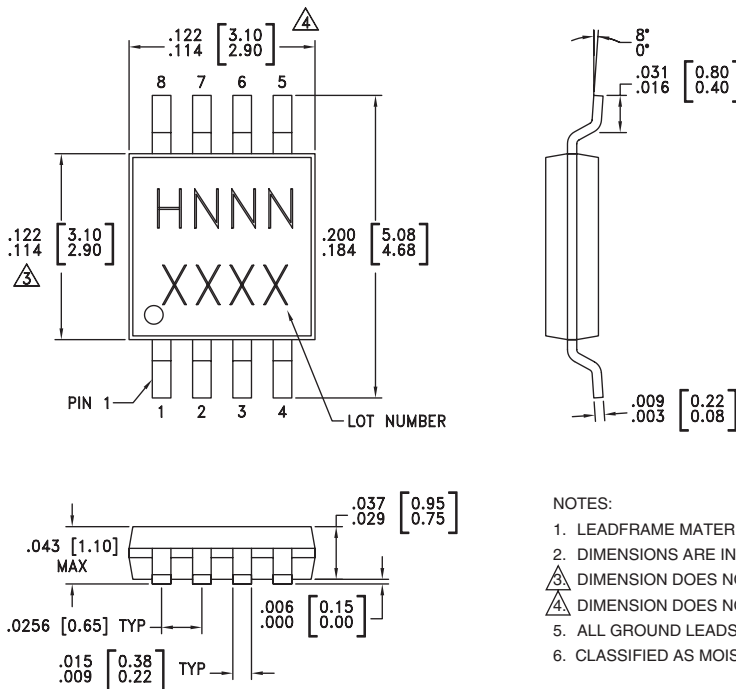 .122 [3.10]
.114 [2.90]
4
8 7 6 5
HNNN
XXXX
.122 [3.10]
.114 [2.90]
3
.200 [5.08]
.184 [4.68]
PIN 1
1 2 3 4
LOT NUMBER
8°
0°
.031 [0.80]
.016 [0.40]
.009 [0.22]
.003 [0.08]
.043 [1.10]
MAX
.037 [0.95]
.029 [0.75]
.0256 [0.65] TYP
.006 [0.15]
.000 [0.00]
.015 [0.38]
.009 [0.22]
TYP
NOTES:
1. LEADFRAME MATER
2. DIMENSIONS ARE IN
3. DIMENSION DOES NO
4. DIMENSION DOES NO
5. ALL GROUND LEADS
6. CLASSIFIED AS MOIS